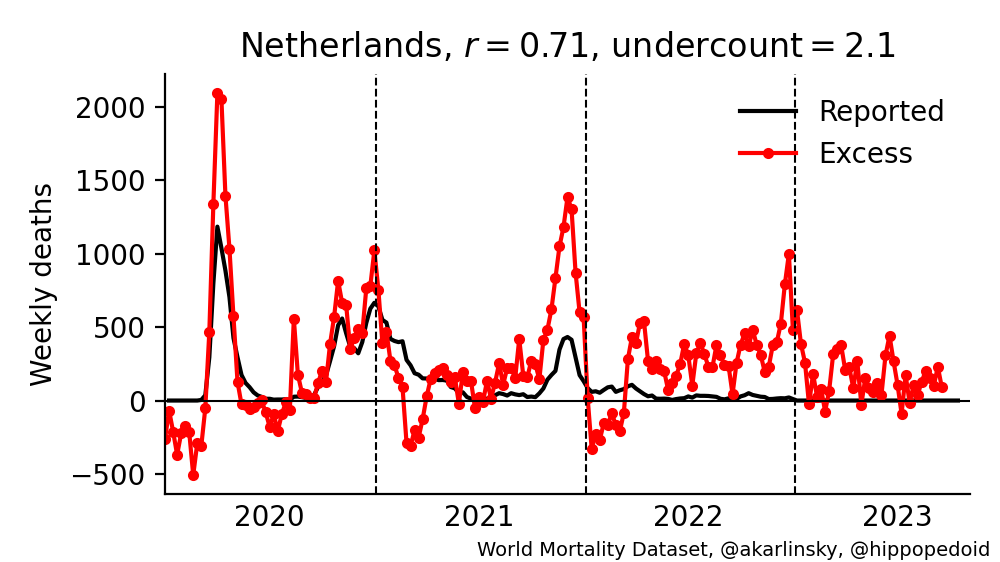 Netherlands, r = 0.71, undercount = 2.1
Weekly deaths
2000
1500
1000
500
0
−500
Reported
Excess
2020 2021 2022 2023
World Mortality Dataset, @akarlinsky, @hippopedoid